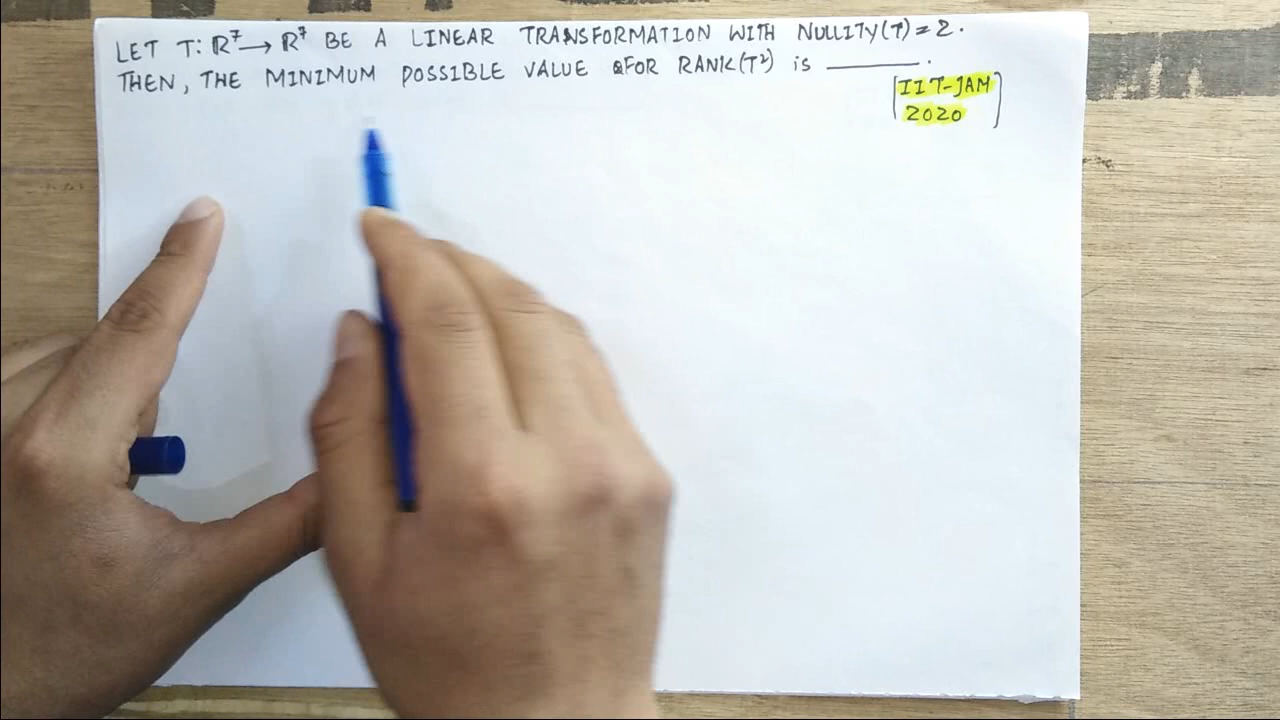 LET T: ℝ⁷ → ℝ⁷ BE A LINEAR TRANSFORMATION WITH NULLITY(T) = 2.
THEN, THE MINIMUM POSSIBLE VALUE FOR RANK(T²) is ______.
[IIT-JAM
2020]